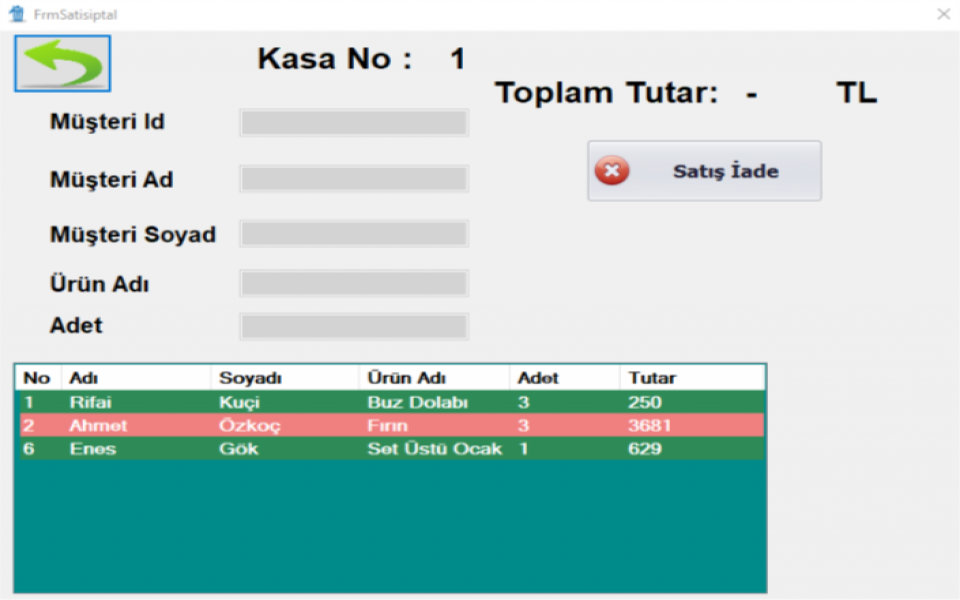 FrmSatisiptal
Kasa No : 1
Toplam Tutar: - TL
Müşteri Id
Satış İade
Müşteri Ad
Müşteri Soyad
Ürün Adı
Adet
No Adı Soyadı Ürün Adı Adet Tutar
1 Rifai Kuçi Buz Dolabı 3 250
2 Ahmet Özkoç Fırın 3 3681
6 Enes Gök Set Üstü Ocak 1 629